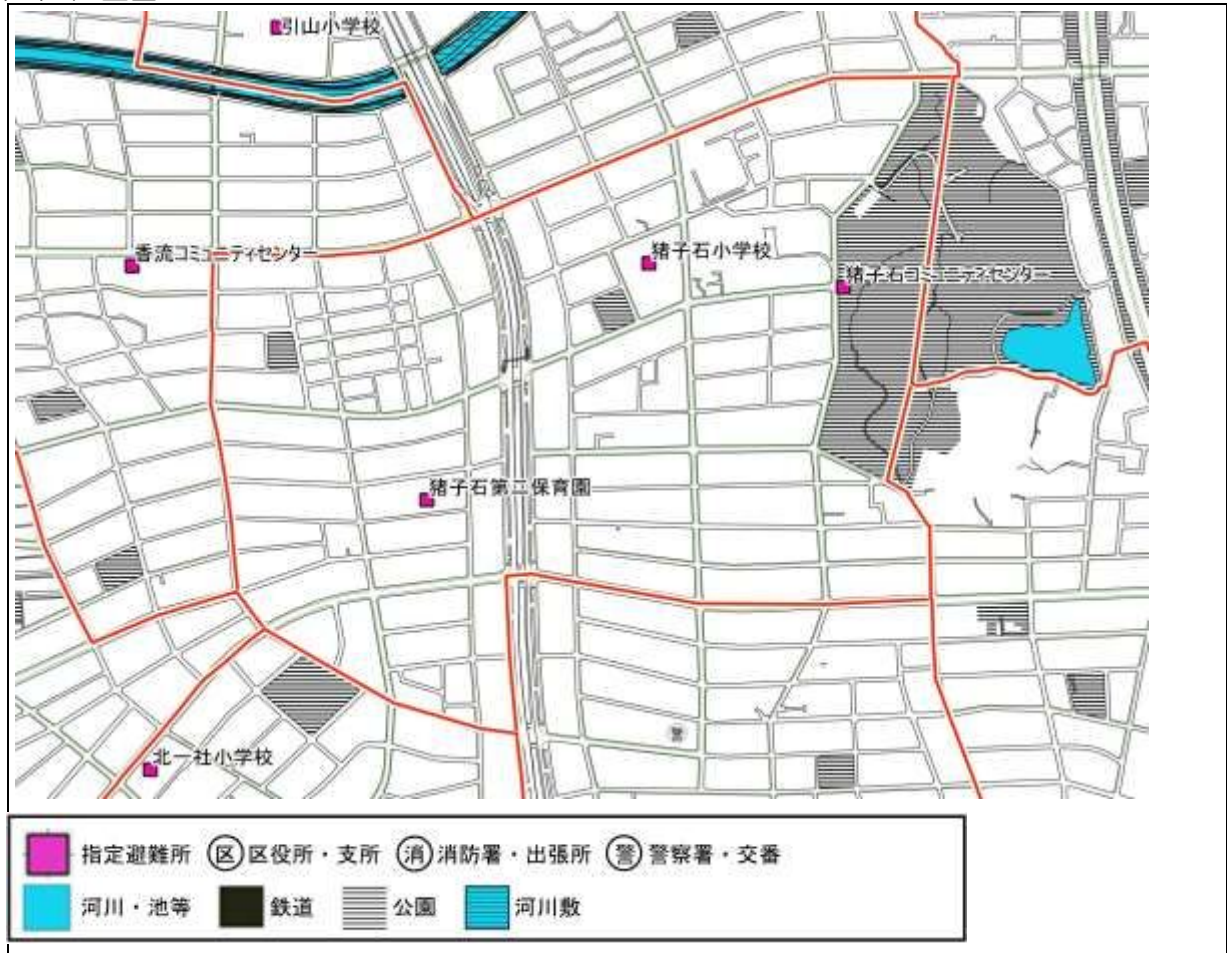 引山小学校
香流コミュニティセンター
猪子石小学校
猪子石コミュニティセンター
猪子石第二保育園
警
北一社小学校
指定避難所 区 区役所・支所 消 消防署・出張所 警 警察署・交番
河川・池等 鉄道 公園 河川敷